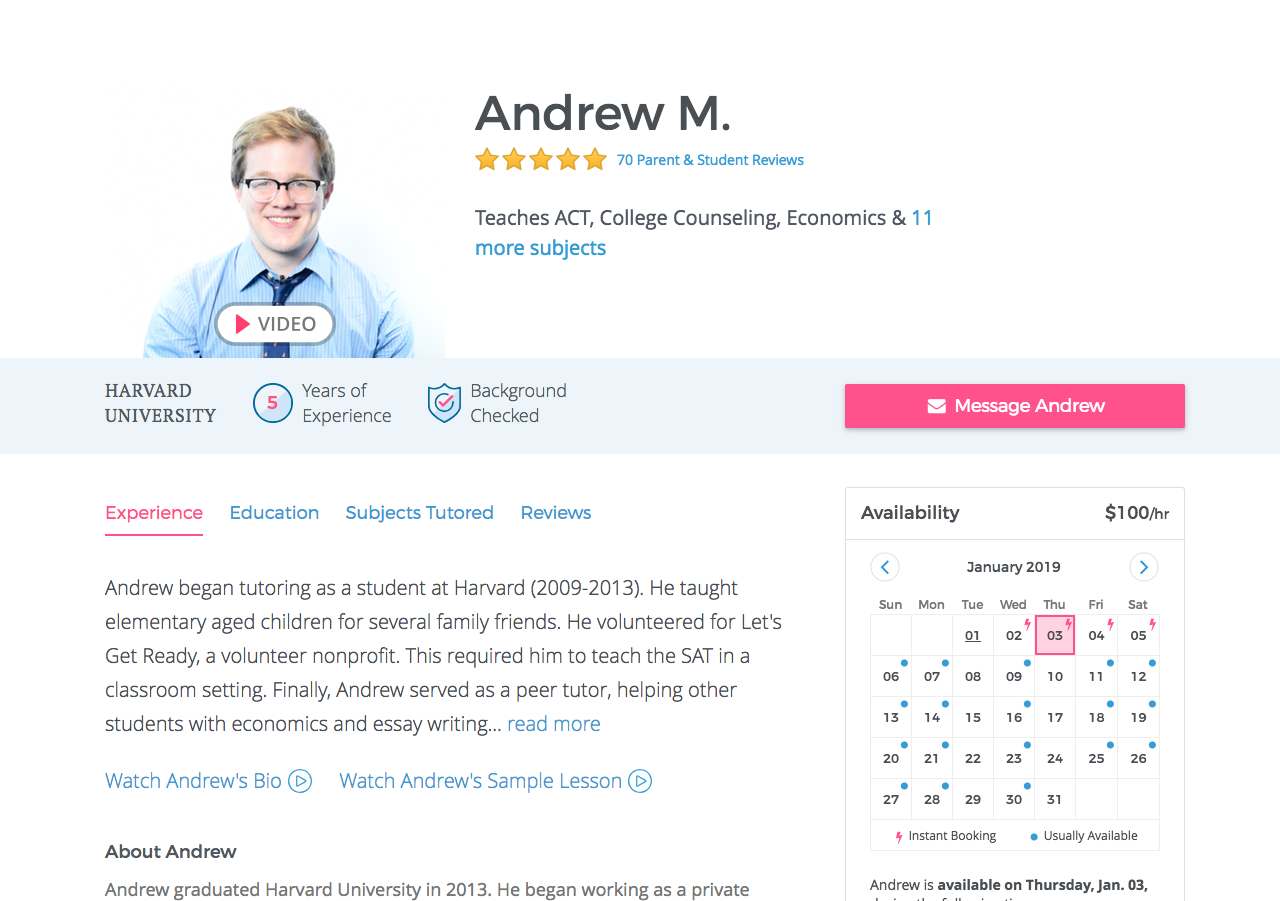 Andrew M.
70 Parent & Student Reviews
Teaches ACT, College Counseling, Economics & 11
more subjects
VIDEO
HARVARD
UNIVERSITY
5
Years of
Experience
Background
Checked
Message Andrew
Experience
Education
Subjects Tutored
Reviews
Andrew began tutoring as a student at Harvard (2009-2013). He taught
elementary aged children for several family friends. He volunteered for Let's
Get Ready, a volunteer nonprofit. This required him to teach the SAT in a
classroom setting. Finally, Andrew served as a peer tutor, helping other
students with economics and essay writing... read more
Watch Andrew's Bio
Watch Andrew's Sample Lesson
About Andrew
Andrew graduated Harvard University in 2013. He began working as a private
Availability
$100/hr
January 2019
Sun Mon Tue Wed Thu Fri Sat
01 02 03 04 05
06 07 08 09 10 11 12
13 14 15 16 17 18 19
20 21 22 23 24 25 26
27 28 29 30 31
Instant Booking
Usually Available
Andrew is available on Thursday, Jan. 03,